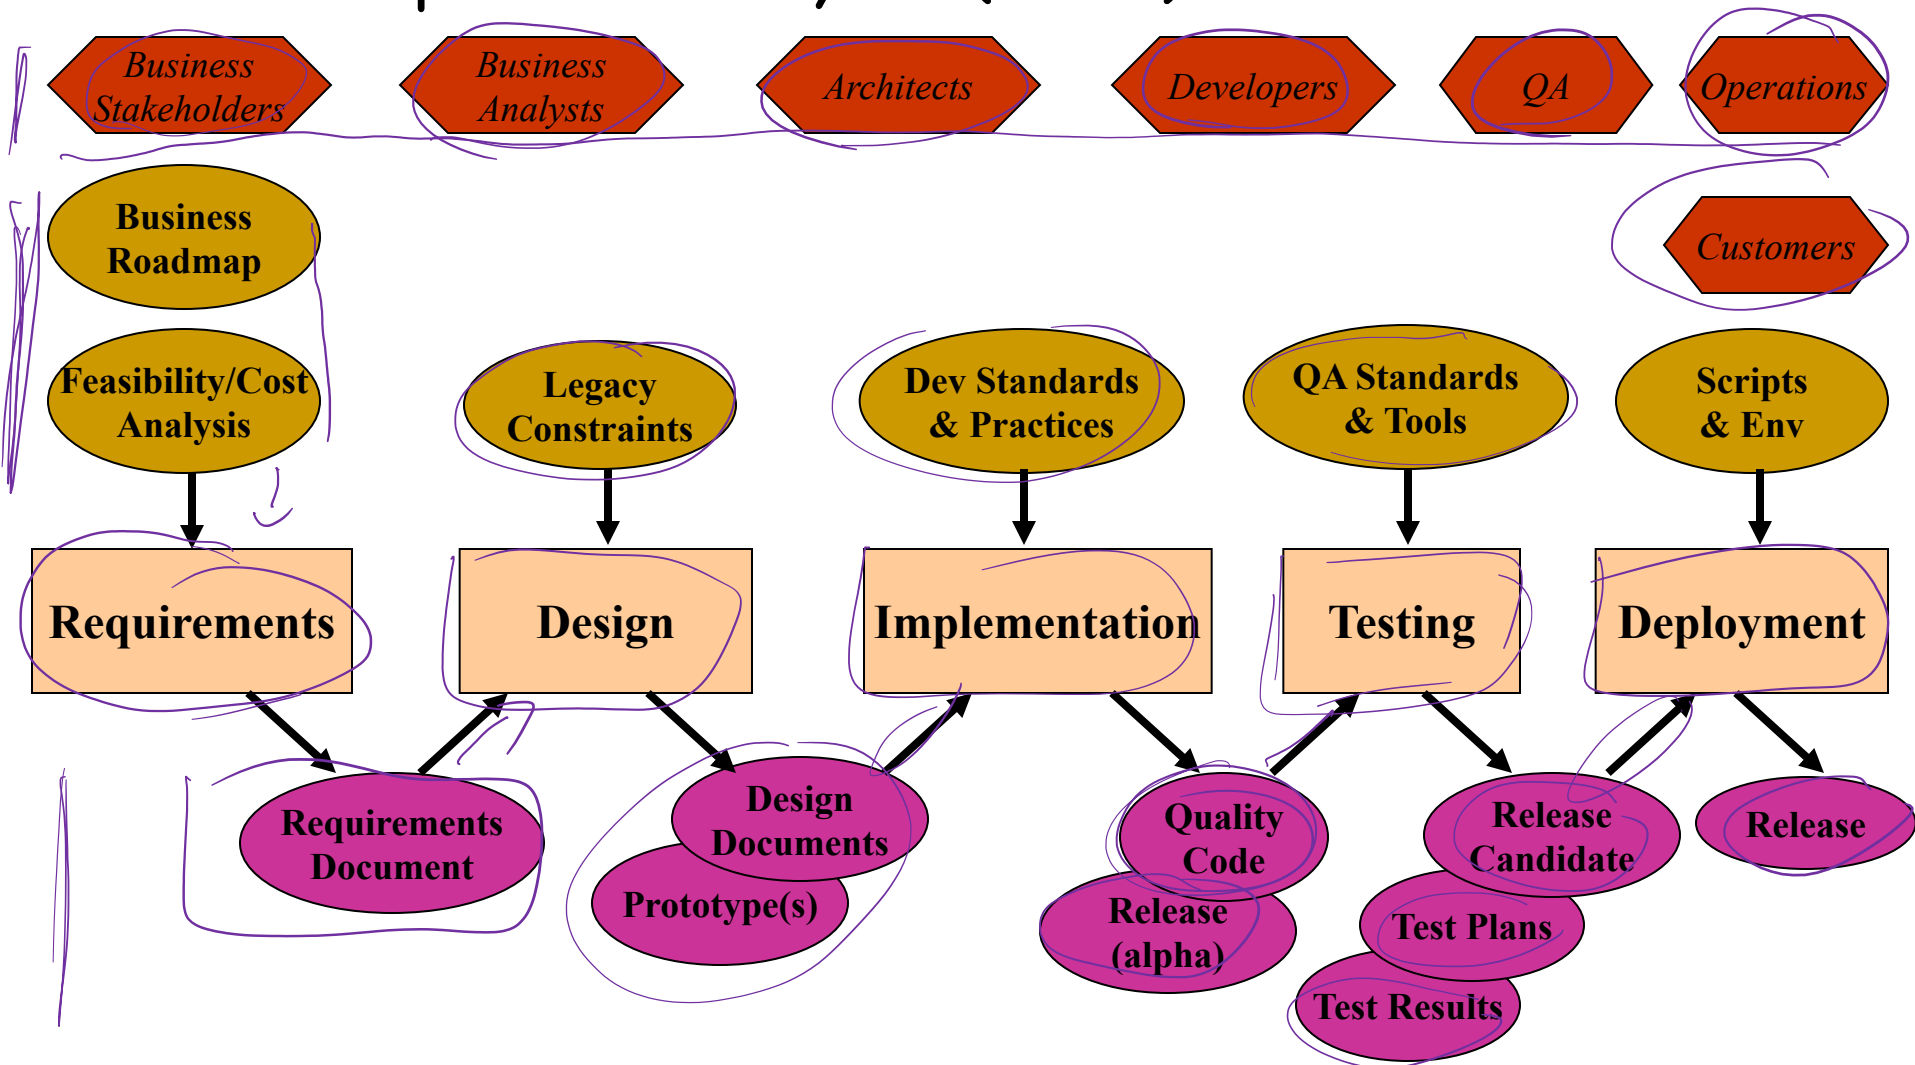 Business
Stakeholders
Business
Analysts
Architects
Developers
QA
Operations
Business
Roadmap
Customers
Feasibility/Cost
Analysis
Legacy
Constraints
Dev Standards
& Practices
QA Standards
& Tools
Scripts
& Env
Requirements
Design
Implementation
Testing
Deployment
Requirements
Document
Design
Documents
Prototype(s)
Quality
Code
Release
(alpha)
Release
Candidate
Test Plans
Test Results
Release